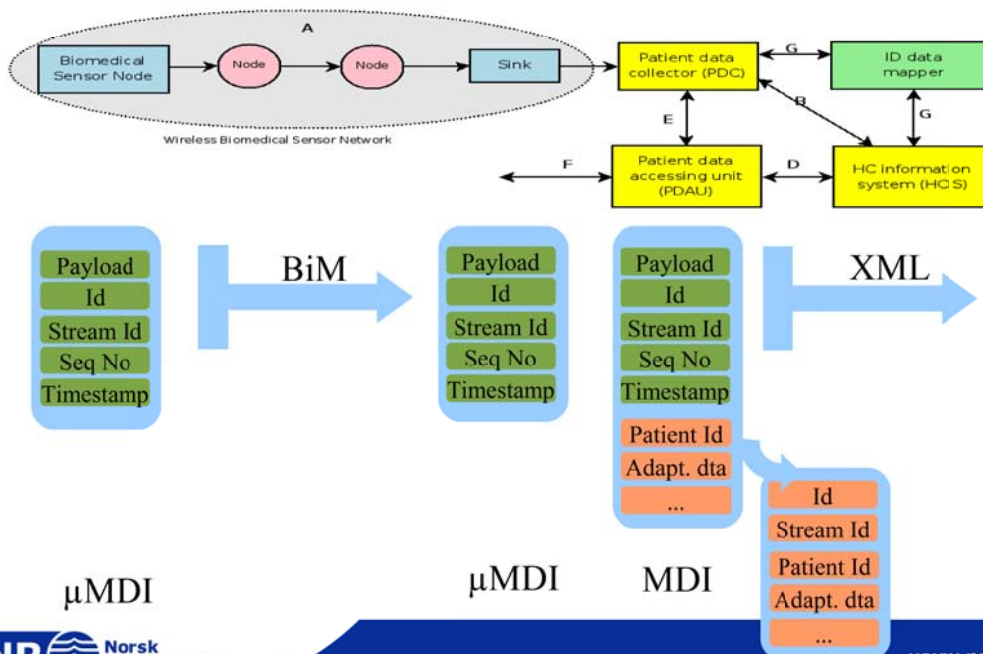 A
Biomedical
Sensor Node
Node
Node
Sink
Wireless Biomedical Sensor Network
Patient data
collector (PDC)
G
ID data
mapper
B
E
G
F
Patient data
accessing unit
(PDAU)
D
HC information
system (HCIS)
Payload
Id
Stream Id
Seq No
Timestamp
BiM
Payload
Id
Stream Id
Seq No
Timestamp
Payload
Id
Stream Id
Seq No
Timestamp
Patient Id
Adapt. dta
...
XML
Id
Stream Id
Patient Id
Adapt. dta
...
µMDI
µMDI
MDI
Norsk